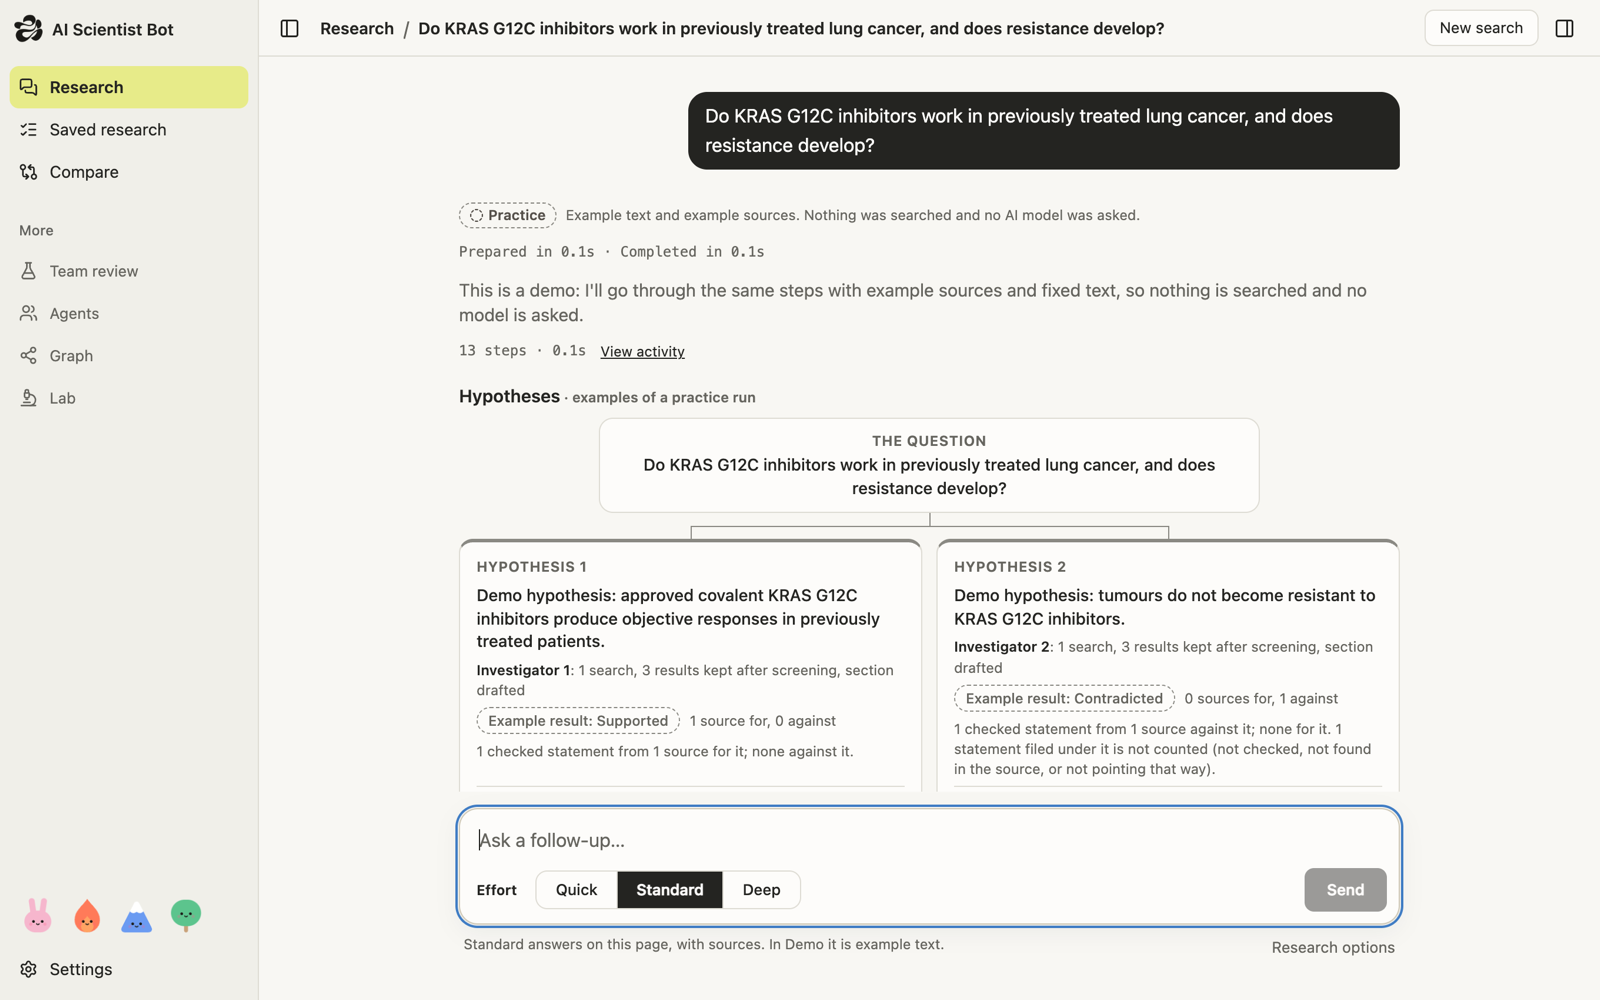 AI Scientist Bot
Research
Saved research
Compare
More
Team review
Agents
Graph
Lab
Settings
Research / Do KRAS G12C inhibitors work in previously treated lung cancer, and does resistance develop?
New search
Do KRAS G12C inhibitors work in previously treated lung cancer, and does
resistance develop?
Practice Example text and example sources. Nothing was searched and no AI model was asked.
Prepared in 0.1s · Completed in 0.1s
This is a demo: I'll go through the same steps with example sources and fixed text, so nothing is searched and no
model is asked.
13 steps · 0.1s View activity
Hypotheses · examples of a practice run
THE QUESTION
Do KRAS G12C inhibitors work in previously treated lung cancer, and does
resistance develop?
HYPOTHESIS 1
Demo hypothesis: approved covalent KRAS G12C
inhibitors produce objective responses in previously
treated patients.
Investigator 1: 1 search, 3 results kept after screening, section
drafted
Example result: Supported 1 source for, 0 against
1 checked statement from 1 source for it; none against it.
HYPOTHESIS 2
Demo hypothesis: tumours do not become resistant to
KRAS G12C inhibitors.
Investigator 2: 1 search, 3 results kept after screening, section
drafted
Example result: Contradicted 0 sources for, 1 against
1 checked statement from 1 source against it; none for it. 1
statement filed under it is not counted (not checked, not found
in the source, or not pointing that way).
Ask a follow-up...
Effort Quick Standard Deep Send
Standard answers on this page, with sources. In Demo it is example text.
Research options